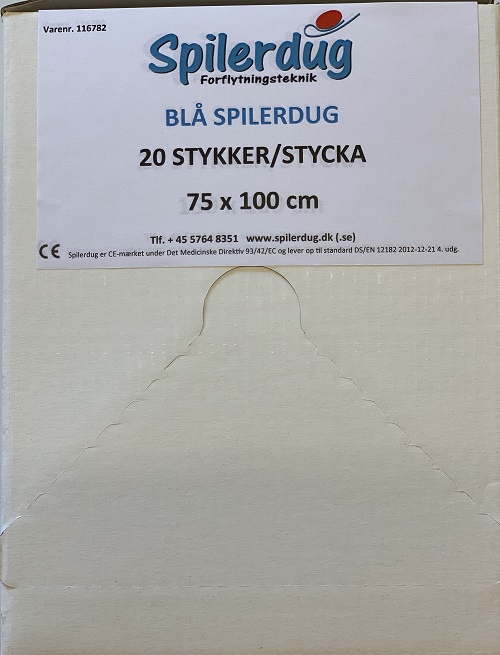 Varenr. 116782
Spilerdug
Forflytningsteknik
BLÅ SPILERDUG
20 STYKKER/STYCKA
75 x 100 cm
Tlf. + 45 5764 8351 www.spilerdug.dk (.se)
CE Spilerdug er CE-mærket under Det Medicinske Direktiv 93/42/EC og lever op til standard DS/EN 12182 2012-12-21 4. udg.